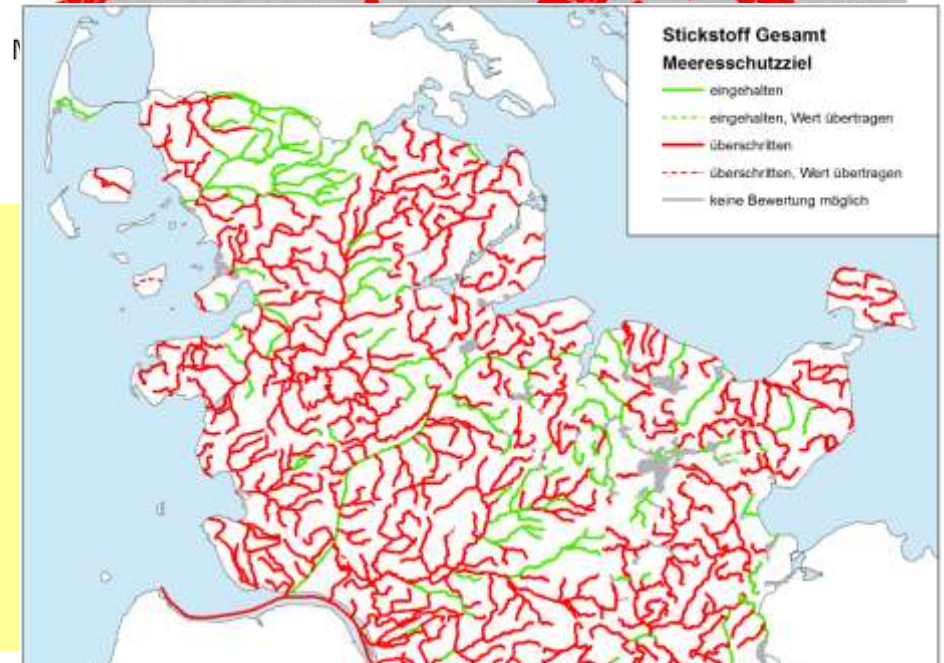 Stickstoff Gesamt
Meeresschutzziel
eingehalten
eingehalten, Wert übertragen
überschritten
überschritten, Wert übertragen
keine Bewertung möglich